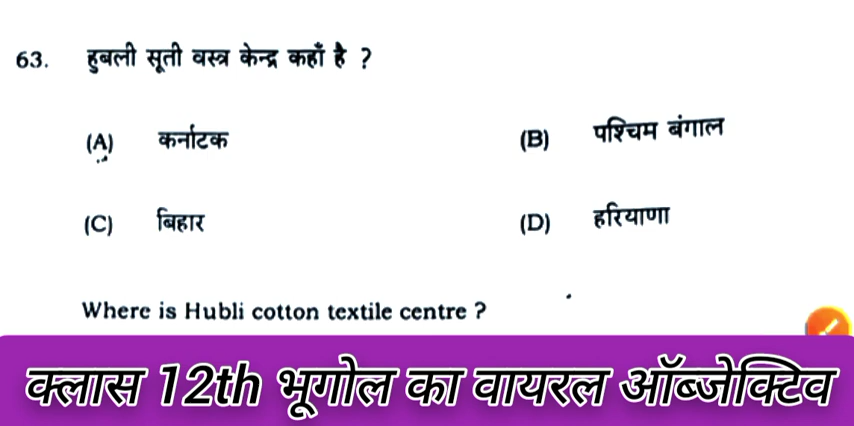 63. हुबली सूती वस्त्र केन्द्र कहाँ है ?
(A) कर्नाटक (B) पश्चिम बंगाल
(C) बिहार (D) हरियाणा
Where is Hubli cotton textile centre ?
क्लास 12th भूगोल का वायरल ऑब्जेक्टिव